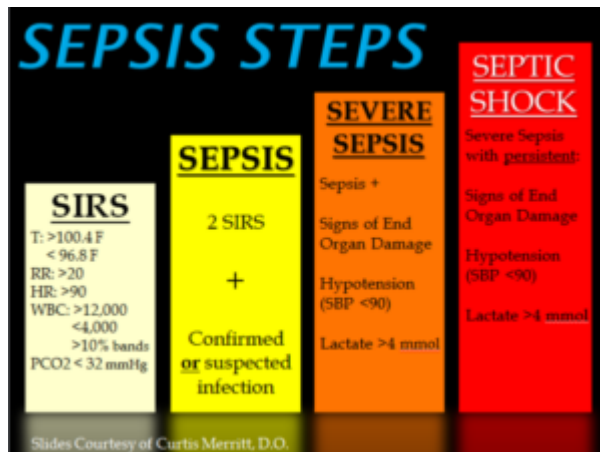 SEPSIS STEPS
SIRS
T: >100.4 F
< 96.8 F
RR: >20
HR: >90
WBC: >12,000
<4,000
>10% bands
PCO2 < 32 mmHg
SEPSIS
2 SIRS
+
Confirmed
or suspected
infection
SEVERE
SEPSIS
Sepsis +
Signs of End
Organ Damage
Hypotension
(SBP <90)
Lactate >4 mmol
SEPTIC
SHOCK
Severe Sepsis
with persistent:
Signs of End
Organ Damage
Hypotension
(SBP <90)
Lactate >4 mmol
Slides Courtesy of Curtis Merritt, D.O.